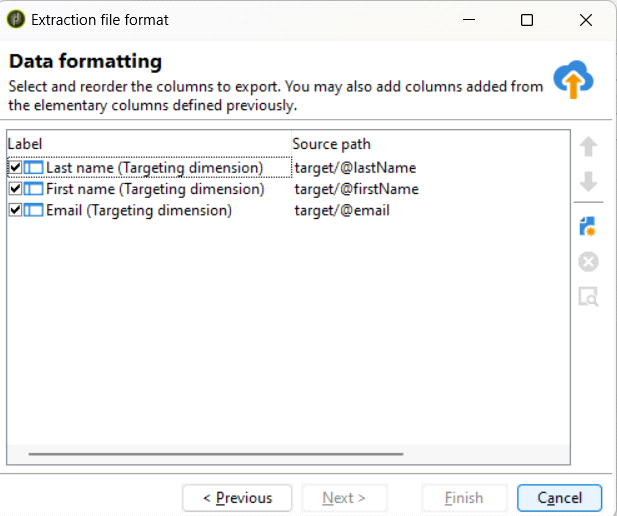 Extraction file format
Data formatting
Select and reorder the columns to export. You may also add columns added from
the elementary columns defined previously.
Label Source path
Last name (Targeting dimension) target/@lastName
First name (Targeting dimension) target/@firstName
Email (Targeting dimension) target/@email
< Previous Next > Finish Cancel